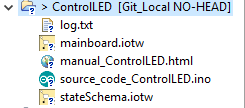 > ControlLED [Git_Local NO-HEAD]
log.txt
mainboard.iotw
manual_ControlLED.html
source_code_ControlLED.ino
stateSchema.iotw